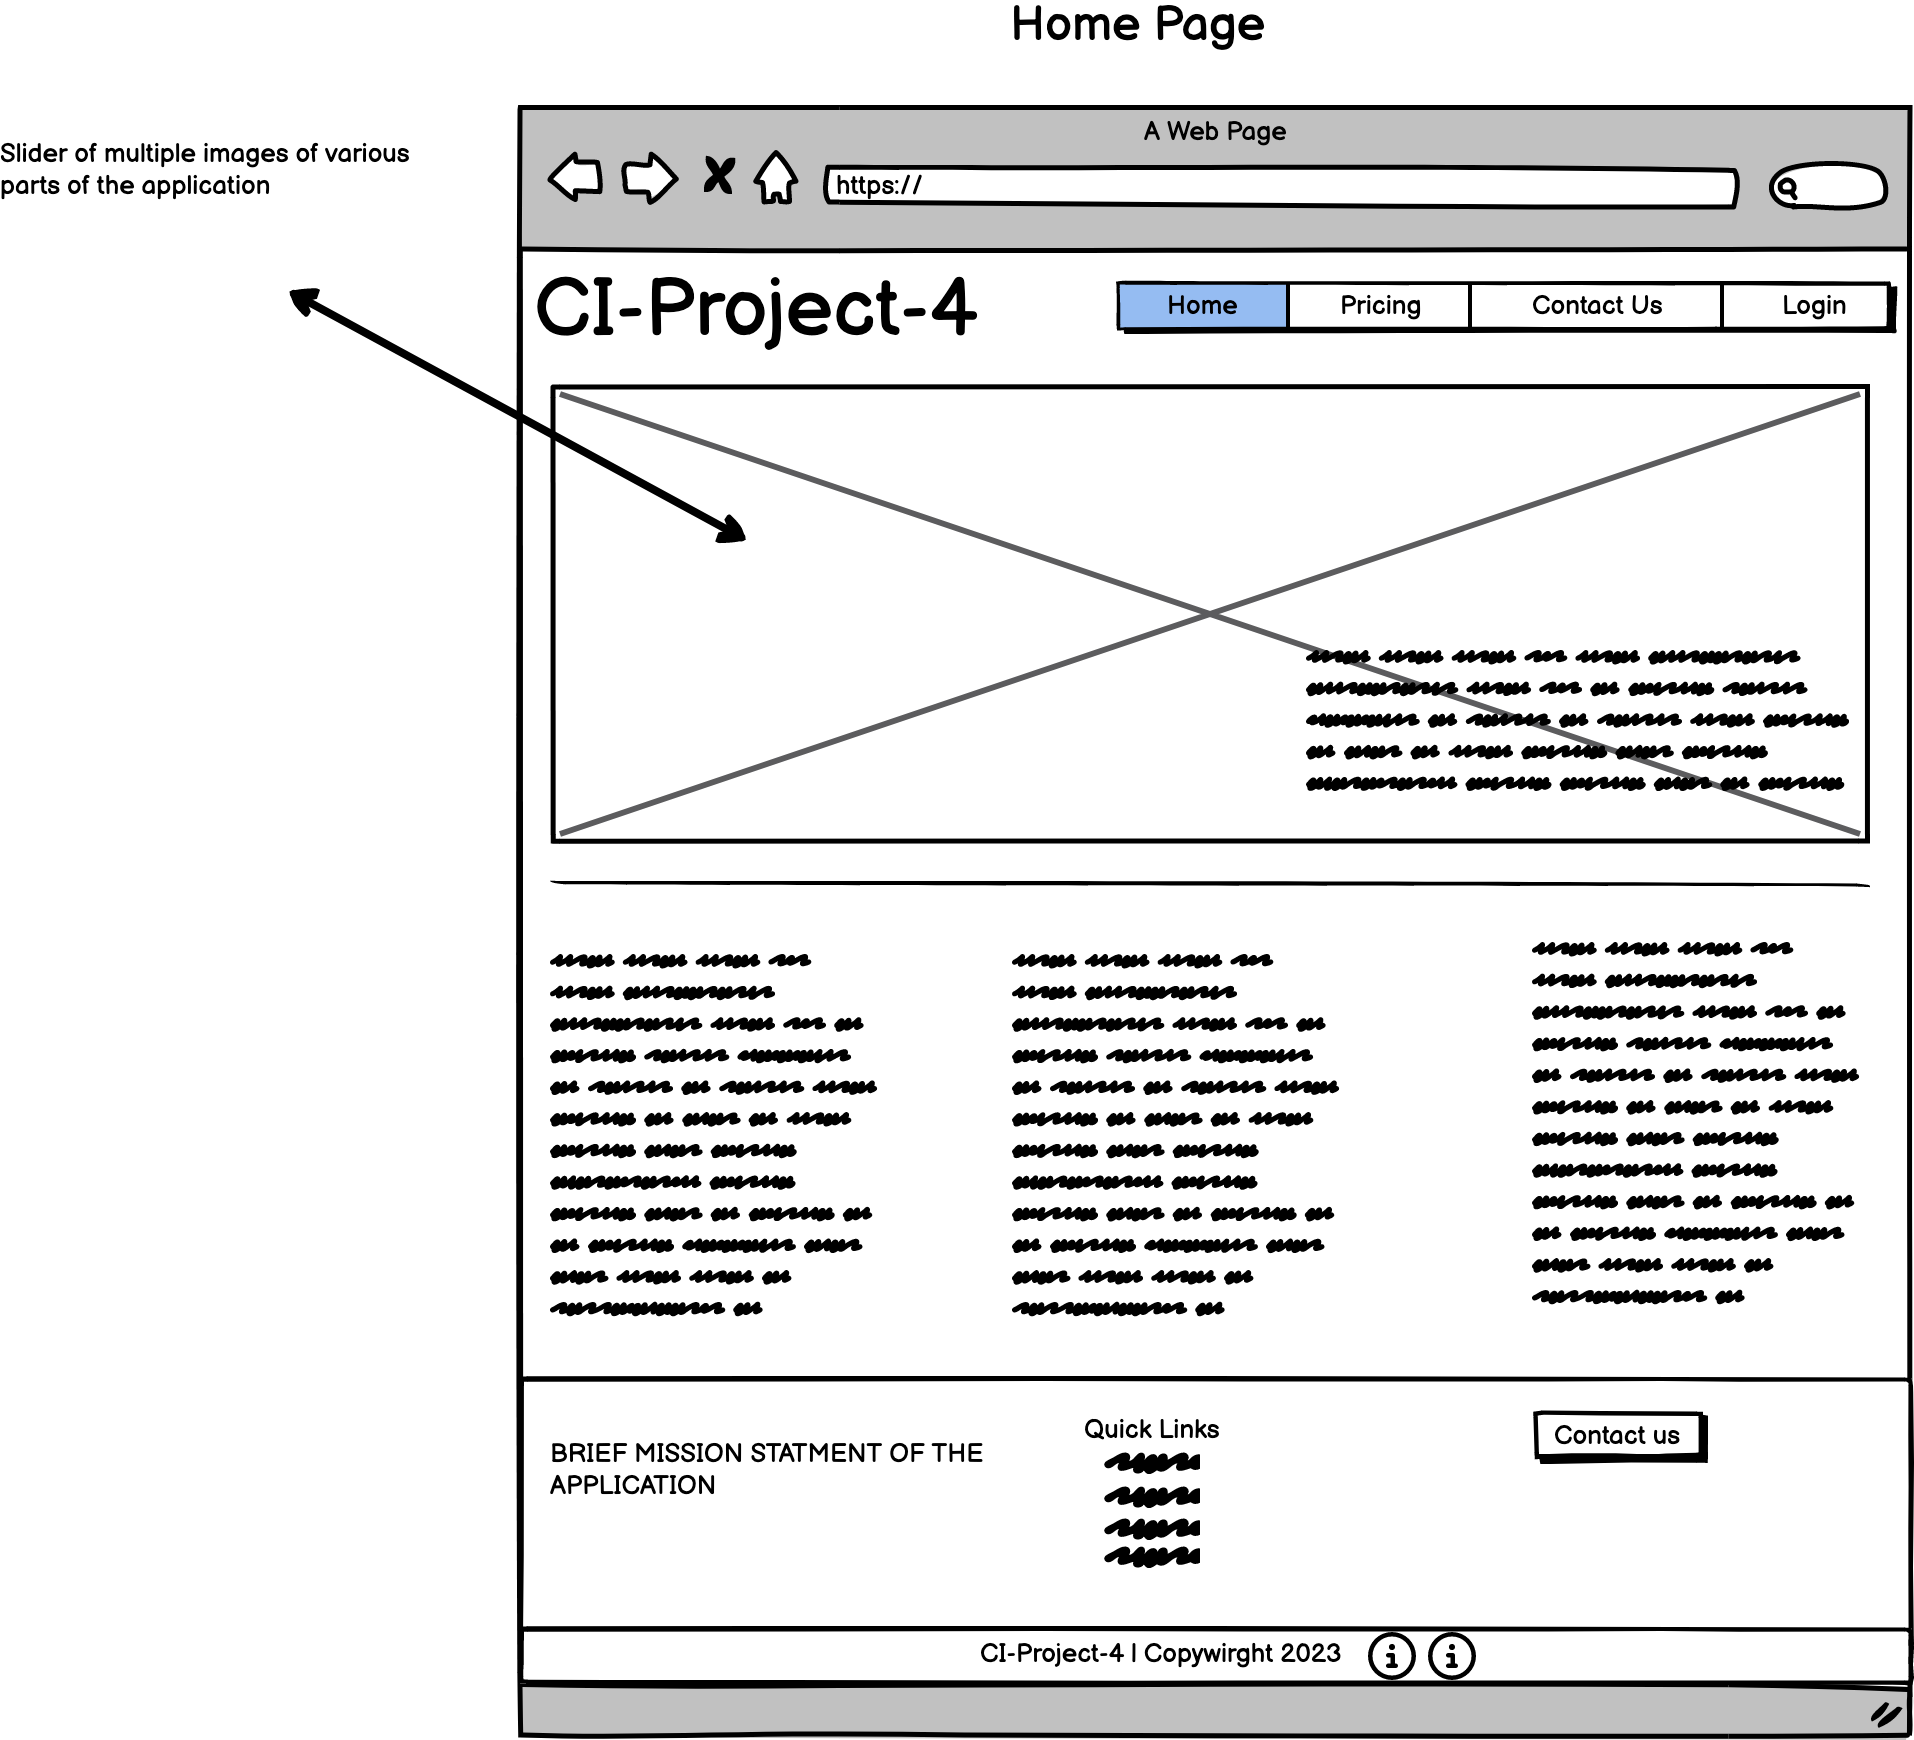 Home Page
Slider of multiple images of various
parts of the application
A Web Page
https://
CI-Project-4
Home
Pricing
Contact Us
Login
BRIEF MISSION STATMENT OF THE
APPLICATION
Quick Links
Contact us
CI-Project-4 | Copywirght 2023